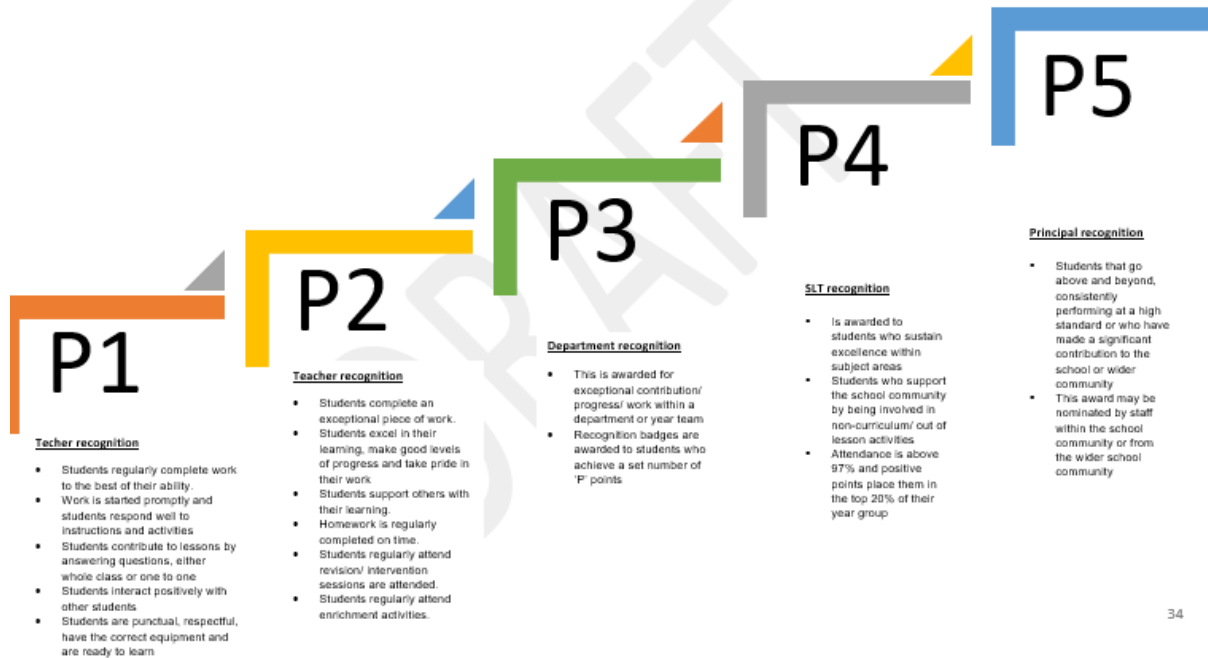 DRAFT
P1
Techer recognition
• Students regularly complete work
to the best of their ability.
• Work is started promptly and
students respond well to
instructions and activities
• Students contribute to lessons by
answering questions, either
whole class or one to one
• Students interact positively with
other students
• Students are punctual, respectful,
have the correct equipment and
are ready to learn
P2
Teacher recognition
• Students complete an
exceptional piece of work.
• Students excel in their
learning, make good levels
of progress and take pride in
their work
• Students support others with
their learning.
• Homework is regularly
completed on time.
• Students regularly attend
revision/ intervention
sessions are attended.
• Students regularly attend
enrichment activities.
P3
Department recognition
• This is awarded for
exceptional contribution/
progress/ work within a
department or year team
• Recognition badges are
awarded to students who
achieve a set number of
'P' points
P4
SLT recognition
▪ Is awarded to
students who sustain
excellence within
subject areas
▪ Students who support
the school community
by being involved in
non-curriculum/ out of
lesson activities
▪ Attendance is above
97% and positive
points place them in
the top 20% of their
year group
P5
Principal recognition
▪ Students that go
above and beyond,
consistently
performing at a high
standard or who have
made a significant
contribution to the
school or wider
community
▪ This award may be
nominated by staff
within the school
community or from
the wider school
community
34